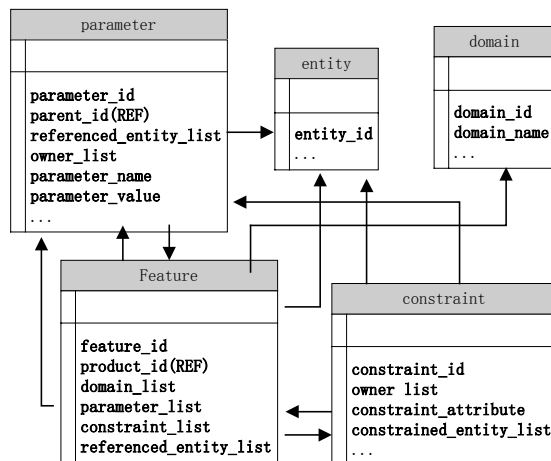 parameter
parameter_id
parent_id(REF)
referenced_entity_list
owner_list
parameter_name
parameter_value
...
entity
entity_id
...
domain
domain_id
domain_name
...
Feature
feature_id
product_id(REF)
domain_list
parameter_list
constraint_list
referenced_entity_list
constraint
constraint_id
owner list
constraint_attribute
constrained_entity_list
...